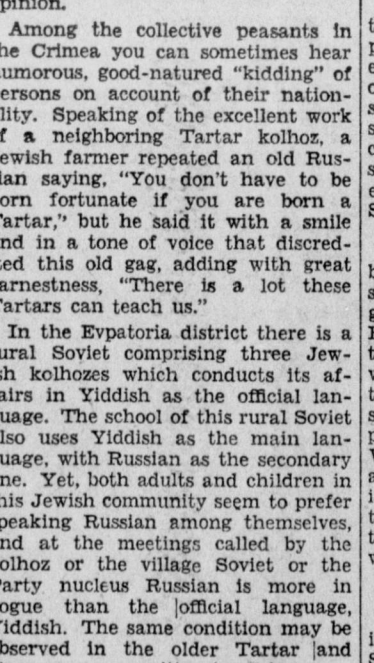 pinion.
Among the collective peasants in
he Crimea you can sometimes hear
umorous, good-natured "kidding" of
ersons on account of their nation-
lity. Speaking of the excellent work
f a neighboring Tartar kolhoz, a
ewish farmer repeated an old Rus-
ian saying, "You don't have to be
orn fortunate if you are born a
artar," but he said it with a smile
nd in a tone of voice that discred-
ted this old gag, adding with great
arnestness, "There is a lot these
artars can teach us."
In the Evpatoria district there is a
ural Soviet comprising three Jew-
sh kolhozes which conducts its af-
airs in Yiddish as the official lan-
uage. The school of this rural Soviet
lso uses Yiddish as the main lan-
uage, with Russian as the secondary
ne. Yet, both adults and children in
his Jewish community seem to prefer
peaking Russian among themselves,
nd at the meetings called by the
olhoz or the village Soviet or the
arty nucleus Russian is more in
ogue than the official language,
iddish. The same condition may be
bserved in the older Tartar and